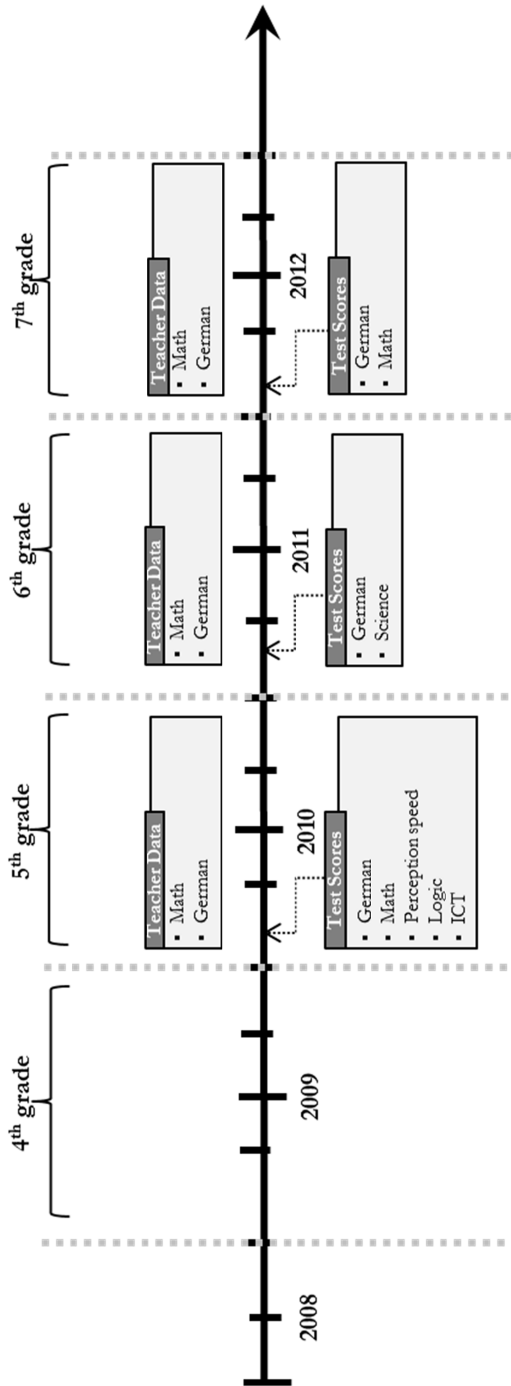 4th grade
5th grade
6th grade
7th grade
Teacher Data
▪ Math
▪ German
Teacher Data
▪ Math
▪ German
Teacher Data
▪ Math
▪ German
2008
2009
2010
2011
2012
Test Scores
▪ German
▪ Math
▪ Perception speed
▪ Logic
▪ ICT
Test Scores
▪ German
▪ Science
Test Scores
▪ German
▪ Math